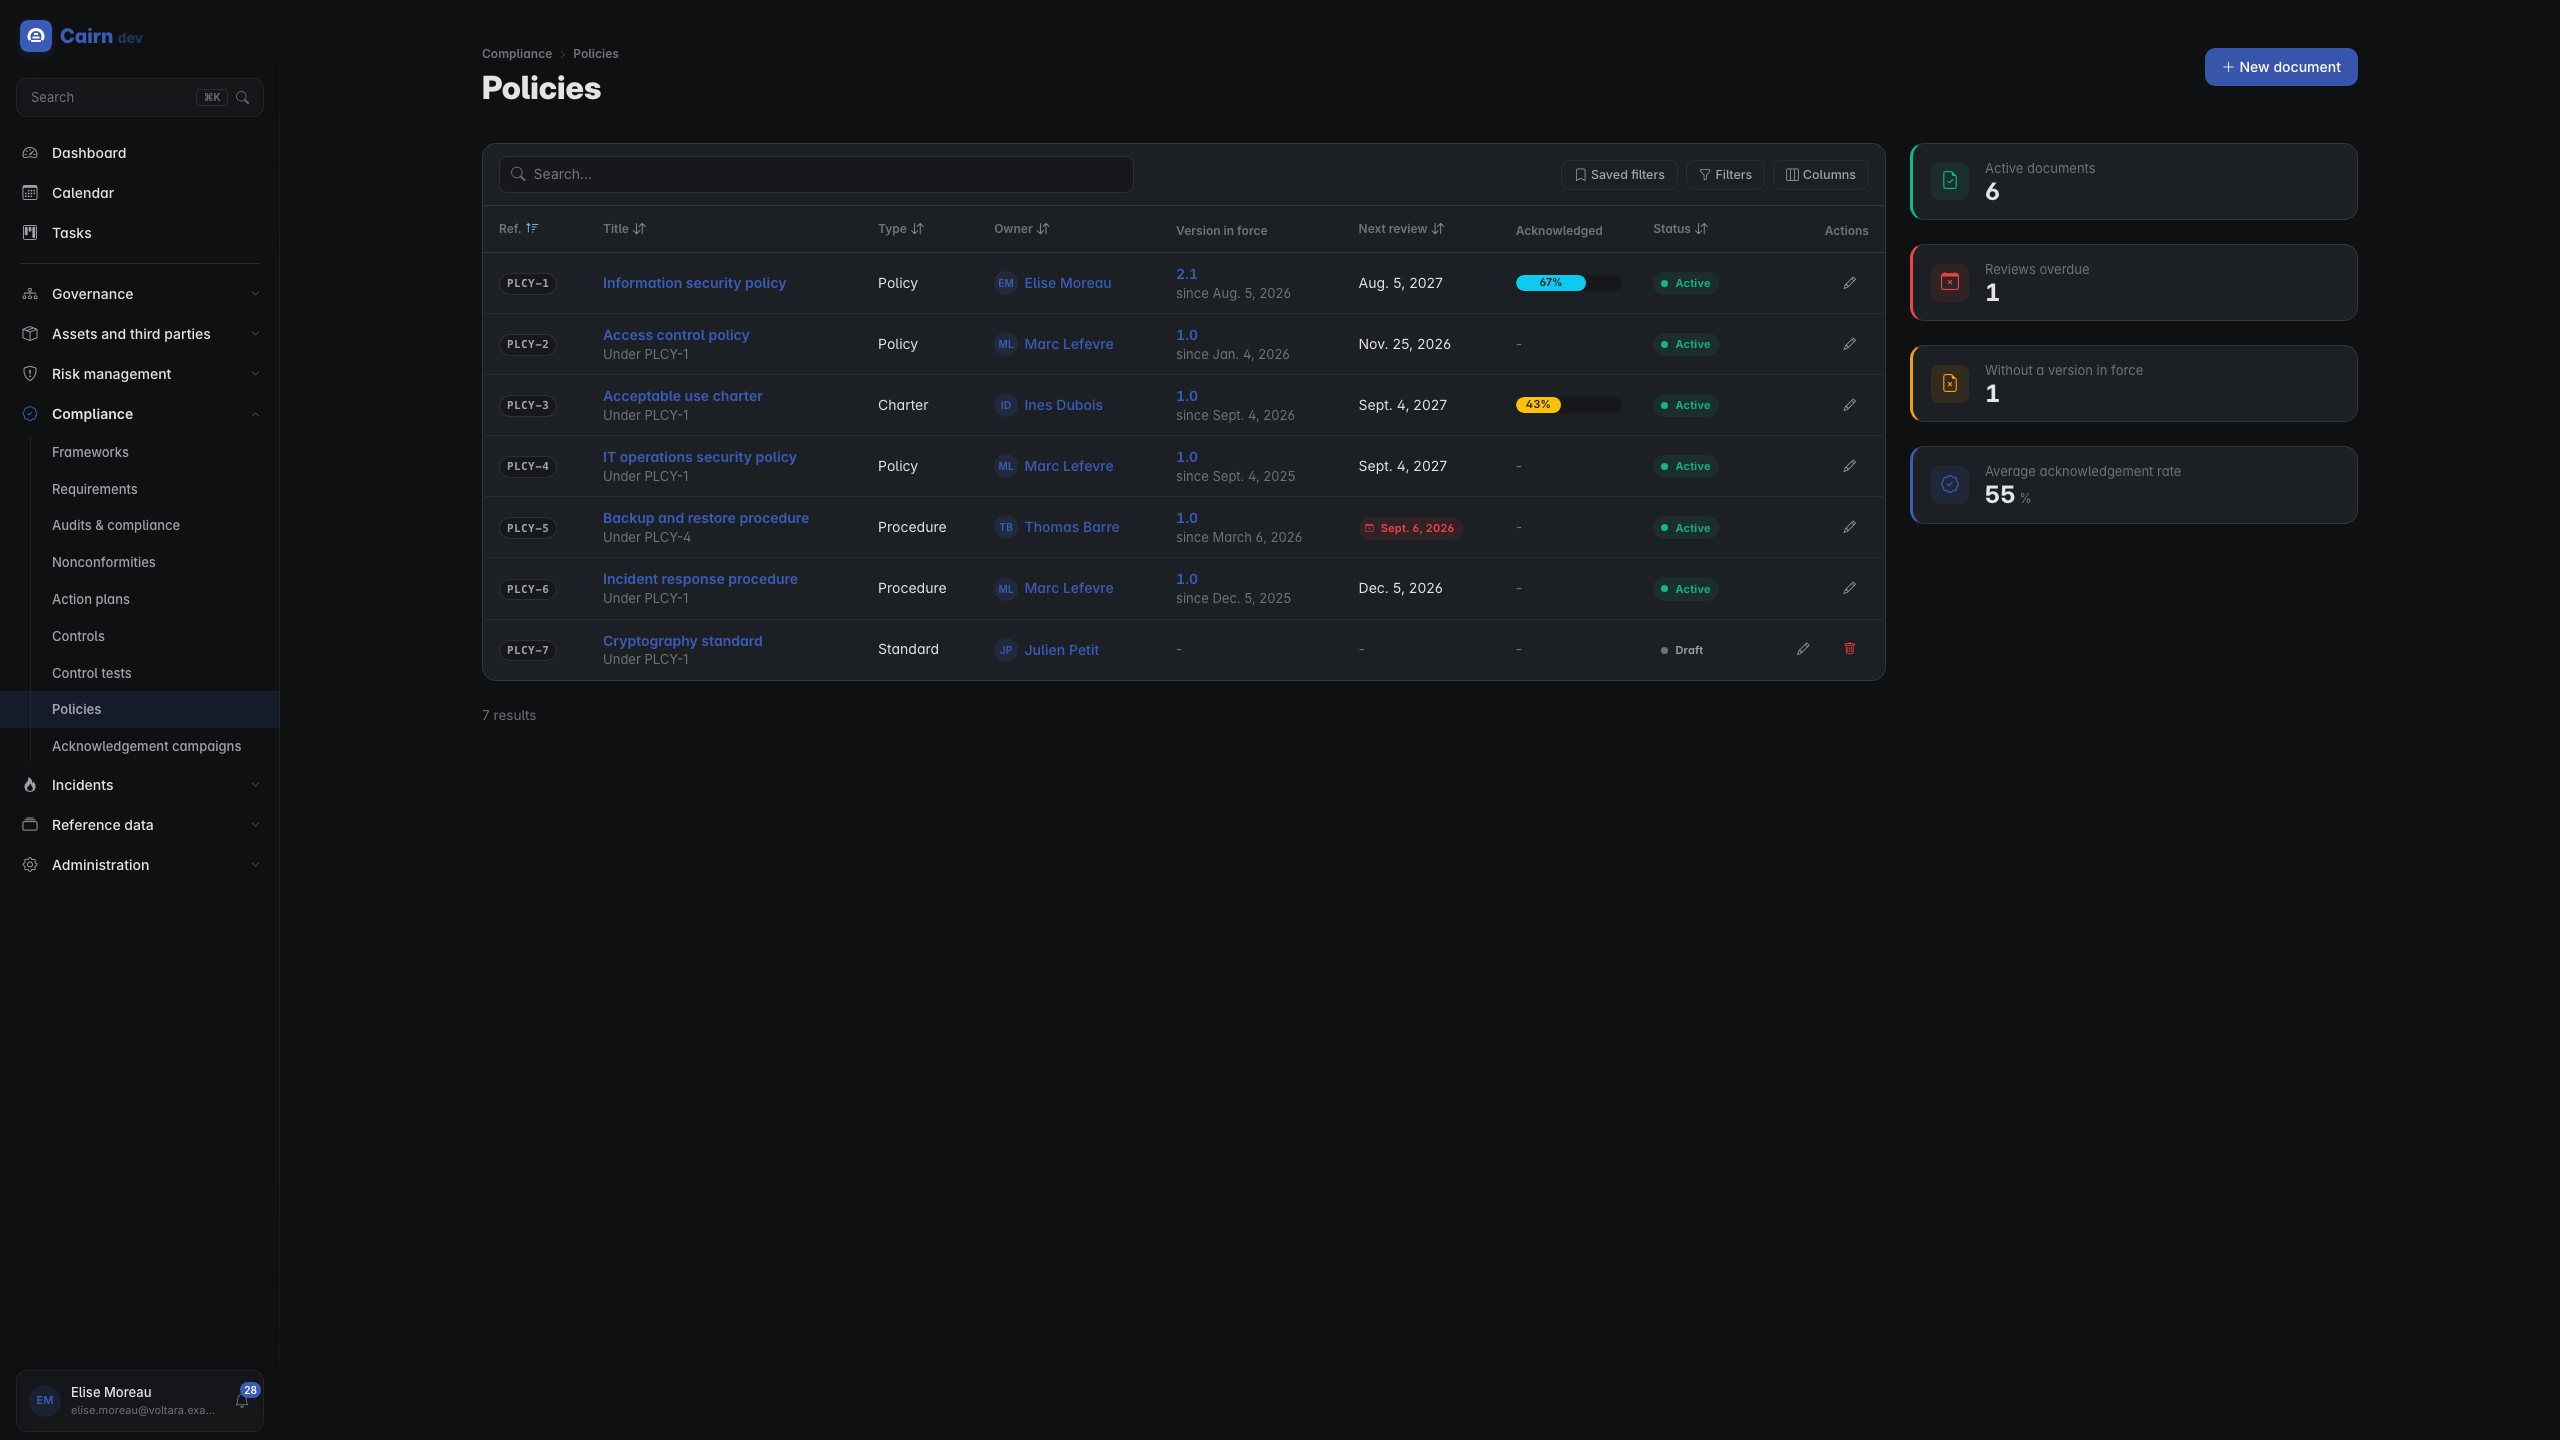 Cairn dev
Search ⌘K
Dashboard
Calendar
Tasks
Governance
Assets and third parties
Risk management
Compliance
Frameworks
Requirements
Audits & compliance
Nonconformities
Action plans
Controls
Control tests
Policies
Acknowledgement campaigns
Incidents
Reference data
Administration
EM
Elise Moreau
elise.moreau@voltara.exa...
28
Compliance › Policies
Policies
+ New document
Search...
Saved filters
Filters
Columns
Ref. Title Type Owner Version in force Next review Acknowledged Status Actions
PLCY-1 Information security policy Policy EM Elise Moreau 2.1 since Aug. 5, 2026 Aug. 5, 2027 67% Active
PLCY-2 Access control policy Under PLCY-1 Policy ML Marc Lefevre 1.0 since Jan. 4, 2026 Nov. 25, 2026 - Active
PLCY-3 Acceptable use charter Under PLCY-1 Charter ID Ines Dubois 1.0 since Sept. 4, 2026 Sept. 4, 2027 43% Active
PLCY-4 IT operations security policy Under PLCY-1 Policy ML Marc Lefevre 1.0 since Sept. 4, 2025 Sept. 4, 2027 - Active
PLCY-5 Backup and restore procedure Under PLCY-4 Procedure TB Thomas Barre 1.0 since March 6, 2026 Sept. 6, 2026 - Active
PLCY-6 Incident response procedure Under PLCY-1 Procedure ML Marc Lefevre 1.0 since Dec. 5, 2025 Dec. 5, 2026 - Active
PLCY-7 Cryptography standard Under PLCY-1 Standard JP Julien Petit - - - Draft
7 results
Active documents
6
Reviews overdue
1
Without a version in force
1
Average acknowledgement rate
55 %